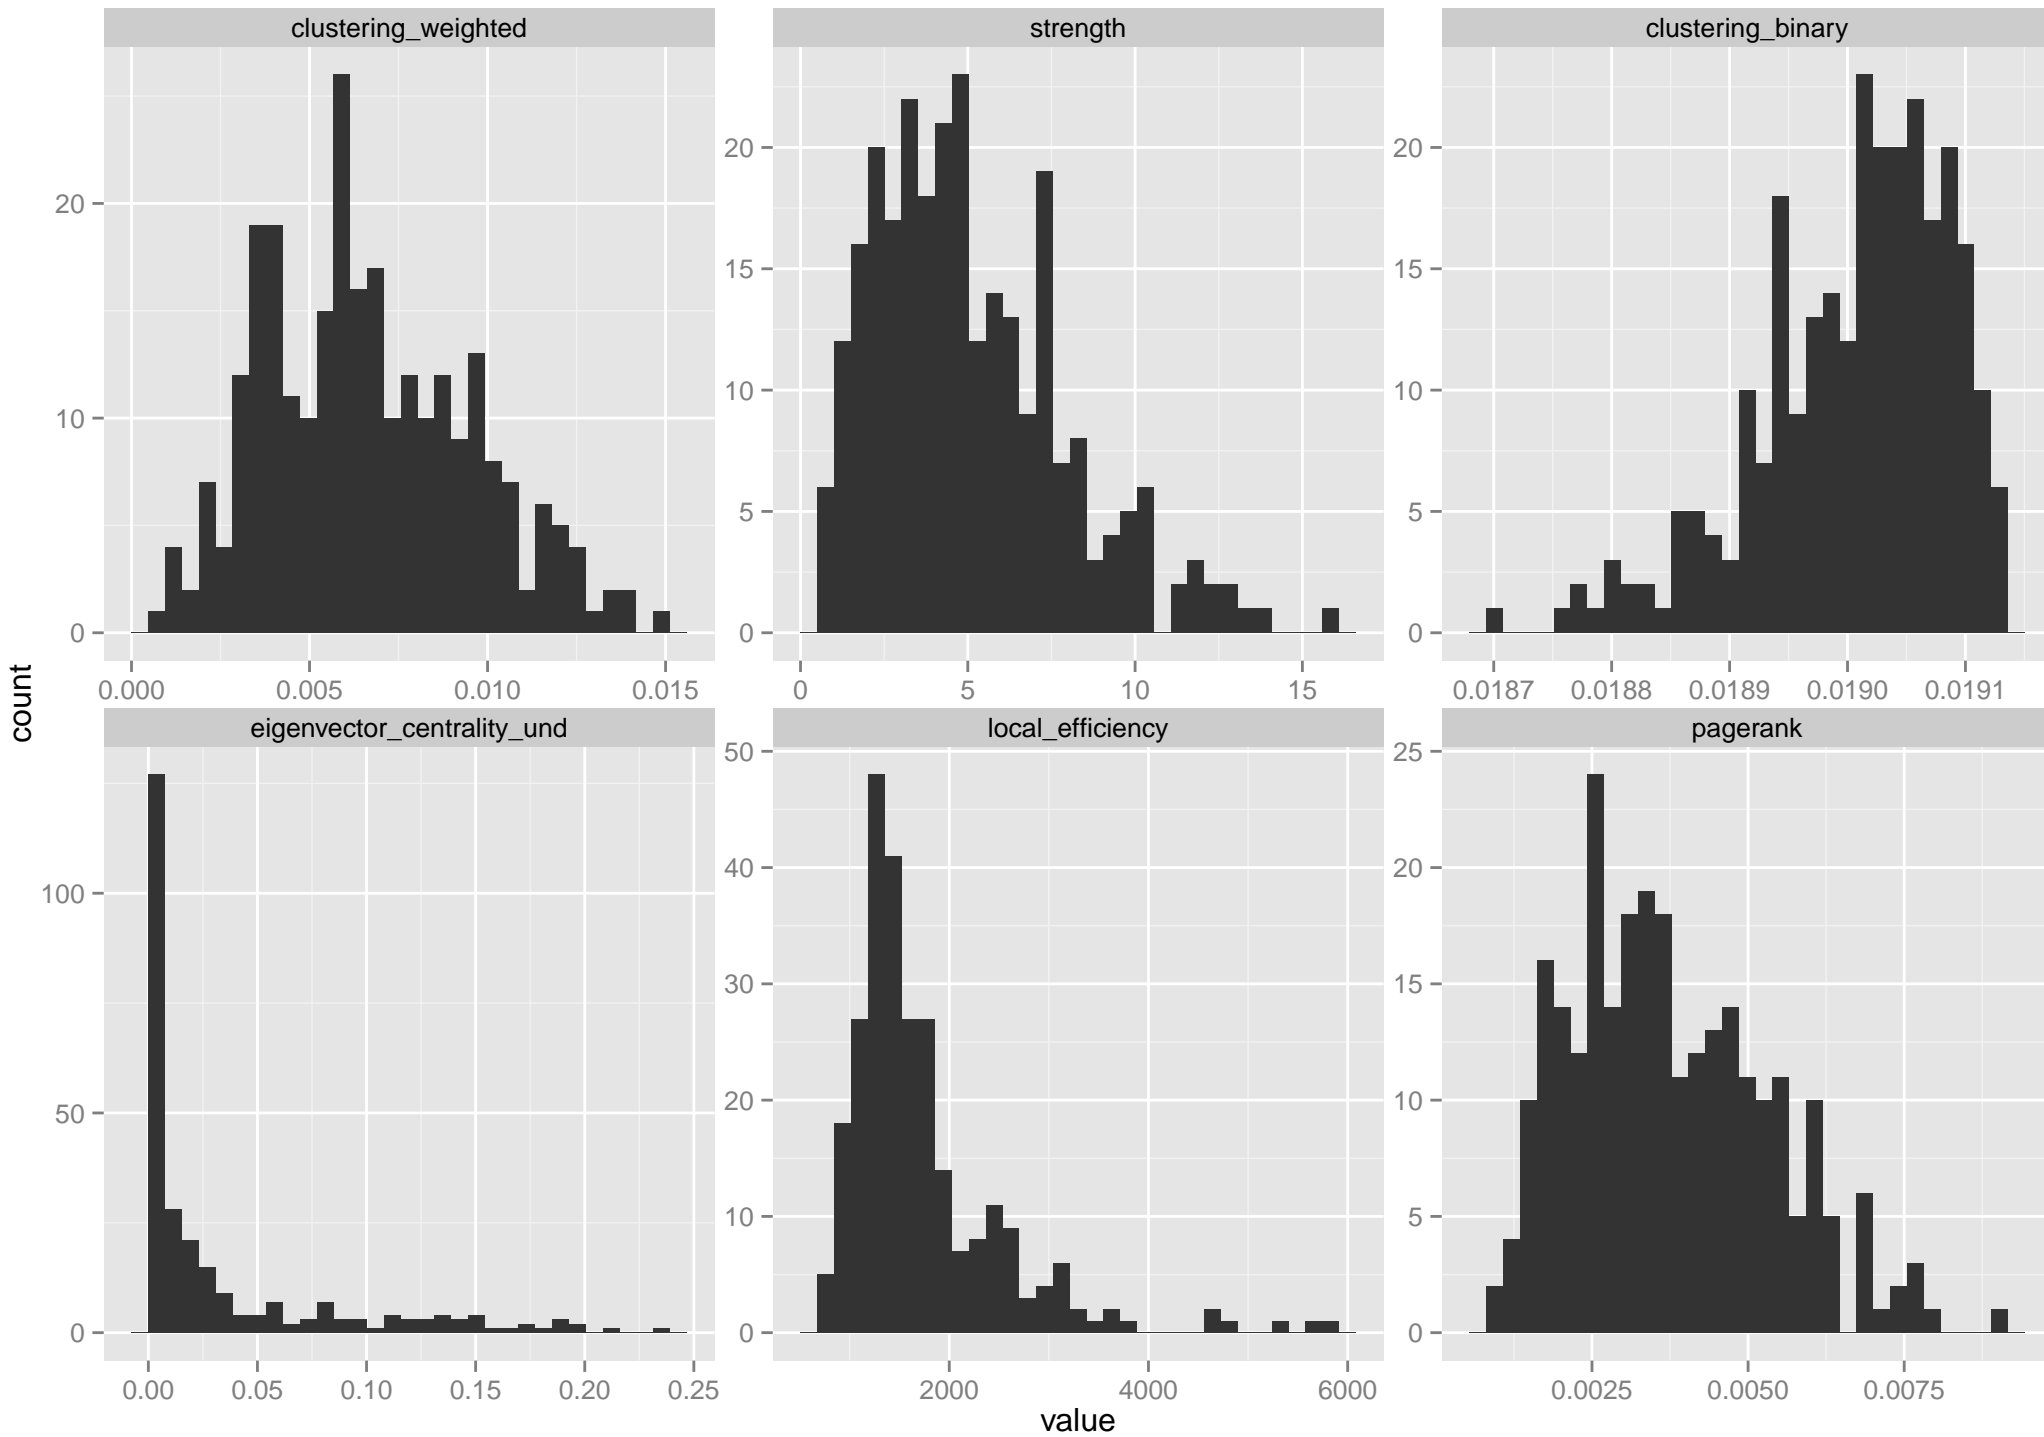 clustering_weighted
strength
clustering_binary
20
10
0
20
15
10
5
0
20
15
10
5
0
0.000 0.005 0.010 0.015
0 5 10 15
0.0187 0.0188 0.0189 0.0190 0.0191
count
eigenvector_centrality_und
local_efficiency
pagerank
100
50
0
50
40
30
20
10
0
25
20
15
10
5
0
0.00 0.05 0.10 0.15 0.20 0.25
2000 4000 6000
0.0025 0.0050 0.0075
value